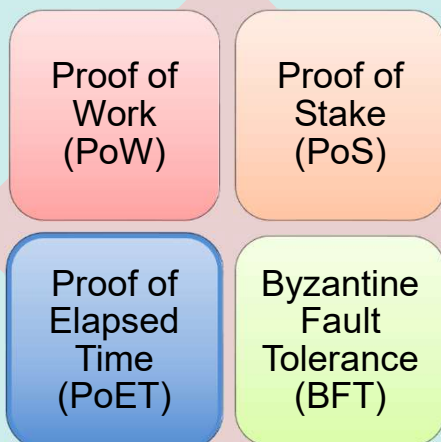 Proof of
Work
(PoW)
Proof of
Stake
(PoS)
Proof of
Elapsed
Time
(PoET)
Byzantine
Fault
Tolerance
(BFT)